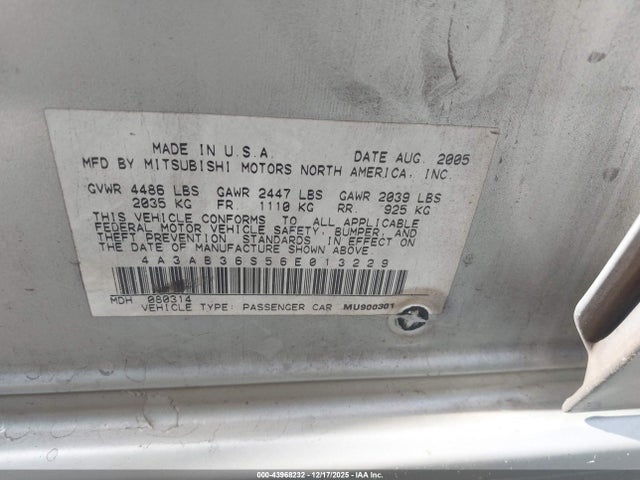 MADE IN U.S.A. DATE AUG. 2005
MFD BY MITSUBISHI MOTORS NORTH AMERICA, INC.
GVWR 4486 LBS GAWR 2447 LBS GAWR 2039 LBS
2035 KG FR. 1110 KG RR. 925 KG
THIS VEHICLE CONFORMS TO ALL APPLICABLE
FEDERAL MOTOR VEHICLE SAFETY, BUMPER, AND
THEFT PREVENTION STANDARDS IN EFFECT ON
THE DATE OF MANUFACTURE SHOWN ABOVE.
4A3AB36S56E013229
MDH 080314
VEHICLE TYPE: PASSENGER CAR MU900301
000-43968232 - 12/17/2025 - IAA Inc.